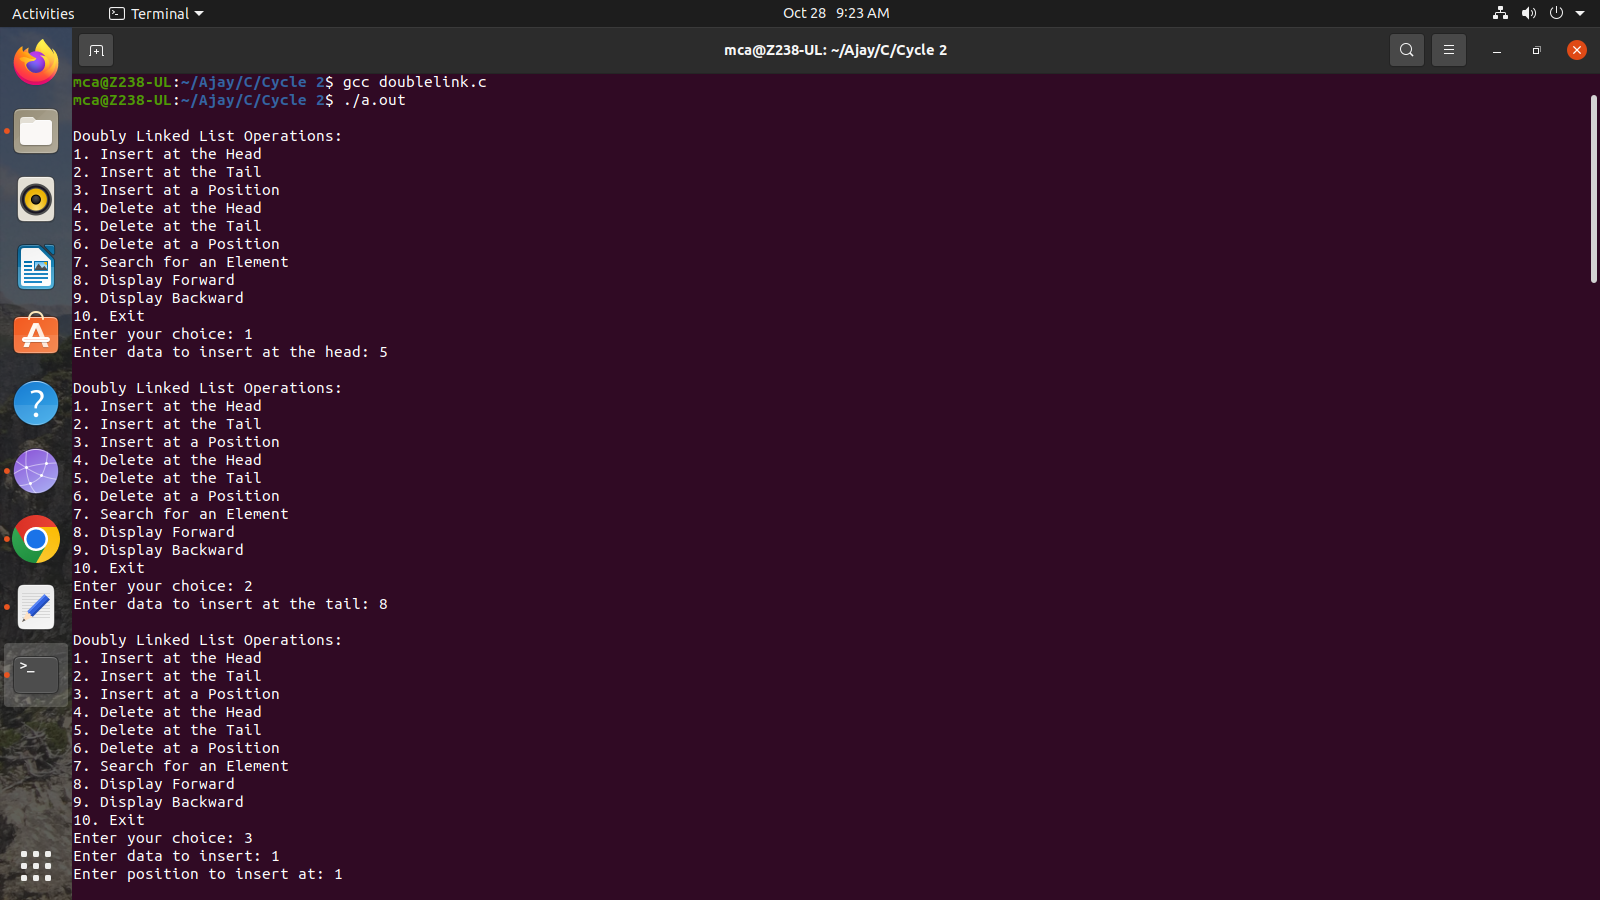 Activities
Terminal
Oct 28 9:23 AM
mca@Z238-UL: ~/Ajay/C/Cycle 2
mca@Z238-UL:~/Ajay/C/Cycle 2$ gcc doublelink.c
mca@Z238-UL:~/Ajay/C/Cycle 2$ ./a.out
Doubly Linked List Operations:
1. Insert at the Head
2. Insert at the Tail
3. Insert at a Position
4. Delete at the Head
5. Delete at the Tail
6. Delete at a Position
7. Search for an Element
8. Display Forward
9. Display Backward
10. Exit
Enter your choice: 1
Enter data to insert at the head: 5
Doubly Linked List Operations:
1. Insert at the Head
2. Insert at the Tail
3. Insert at a Position
4. Delete at the Head
5. Delete at the Tail
6. Delete at a Position
7. Search for an Element
8. Display Forward
9. Display Backward
10. Exit
Enter your choice: 2
Enter data to insert at the tail: 8
Doubly Linked List Operations:
1. Insert at the Head
2. Insert at the Tail
3. Insert at a Position
4. Delete at the Head
5. Delete at the Tail
6. Delete at a Position
7. Search for an Element
8. Display Forward
9. Display Backward
10. Exit
Enter your choice: 3
Enter data to insert: 1
Enter position to insert at: 1